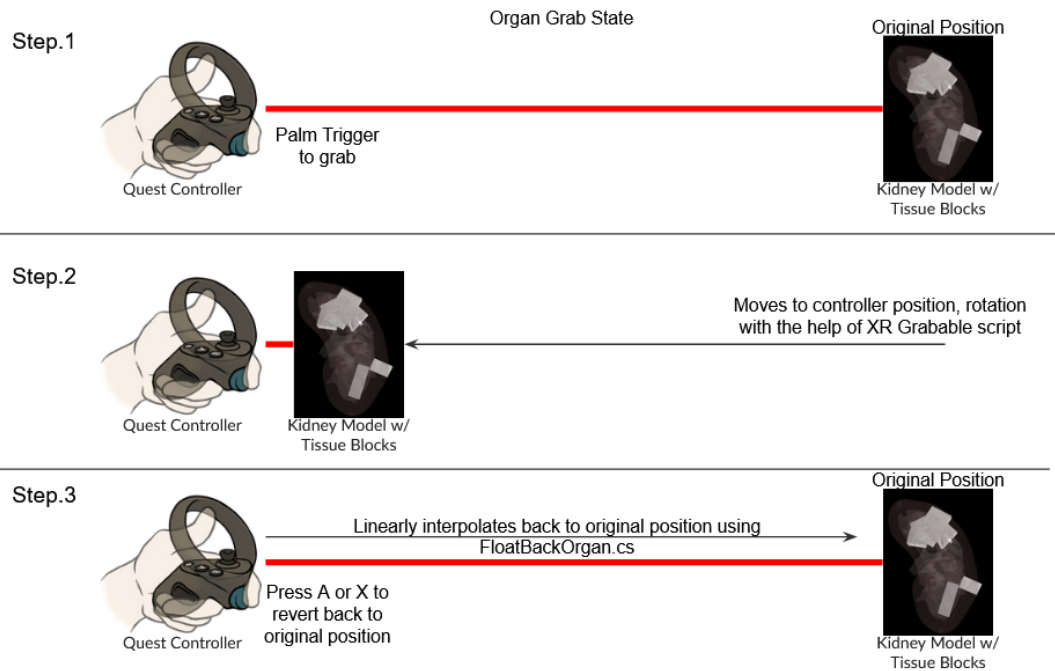 Organ Grab State
Step.1
Original Position
Palm Trigger
to grab
Quest Controller
Kidney Model w/
Tissue Blocks
Step.2
Moves to controller position, rotation
with the help of XR Grabable script
Quest Controller
Kidney Model w/
Tissue Blocks
Step.3
Original Position
Linearly interpolates back to original position using
FloatBackOrgan.cs
Press A or X to
revert back to
original position
Quest Controller
Kidney Model w/
Tissue Blocks